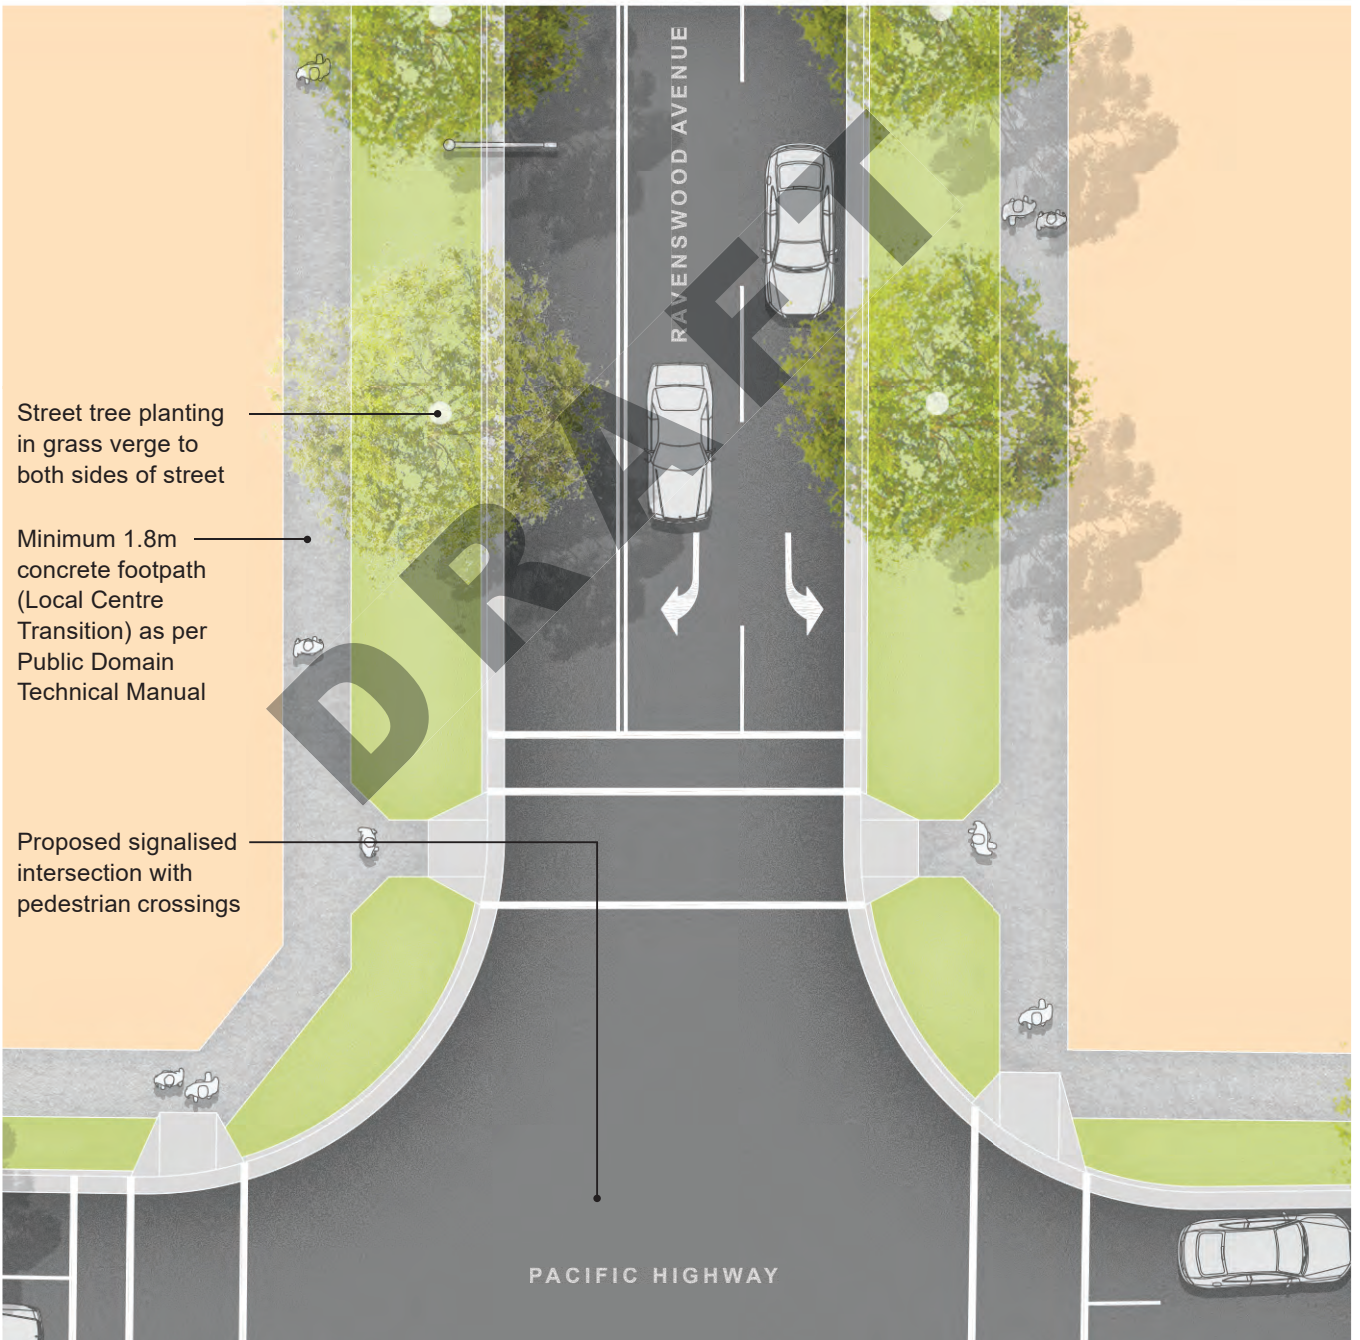 RAVENSWOOD AVENUE
DRAFT
Street tree planting
in grass verge to
both sides of street
Minimum 1.8m
concrete footpath
(Local Centre
Transition) as per
Public Domain
Technical Manual
Proposed signalised
intersection with
pedestrian crossings
PACIFIC HIGHWAY